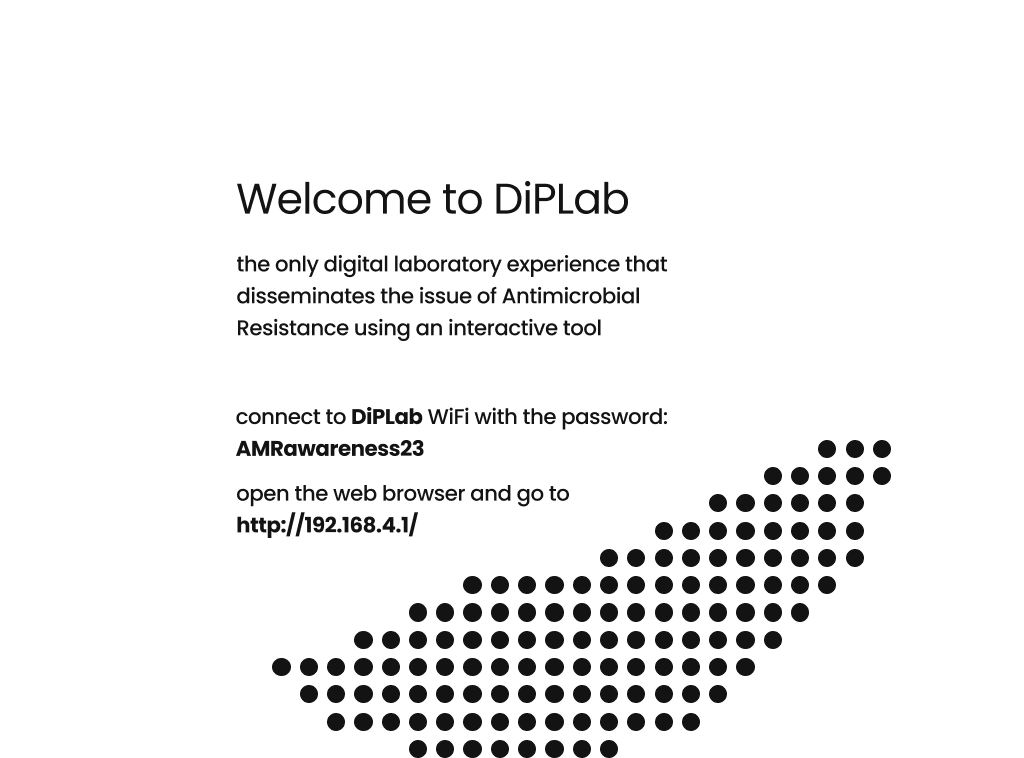 Welcome to DiPLab
the only digital laboratory experience that
disseminates the issue of Antimicrobial
Resistance using an interactive tool
connect to DiPLab WiFi with the password:
AMRawareness23
open the web browser and go to
http://192.168.4.1/